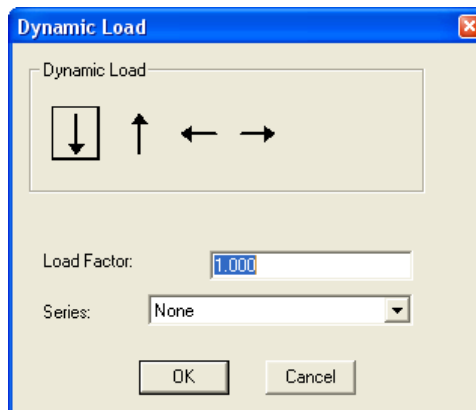 Dynamic Load
Dynamic Load
Load Factor: 1.000
Series: None
OK Cancel